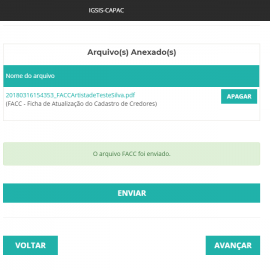 IGSIS-CAPAC
Arquivo(s) Anexado(s)
Nome do arquivo
20180316154353_FACCArtistadeTesteSilva.pdf
(FACC - Ficha de Atualização do Cadastro de Credores)
APAGAR
O arquivo FACC foi enviado.
ENVIAR
VOLTAR
AVANÇAR